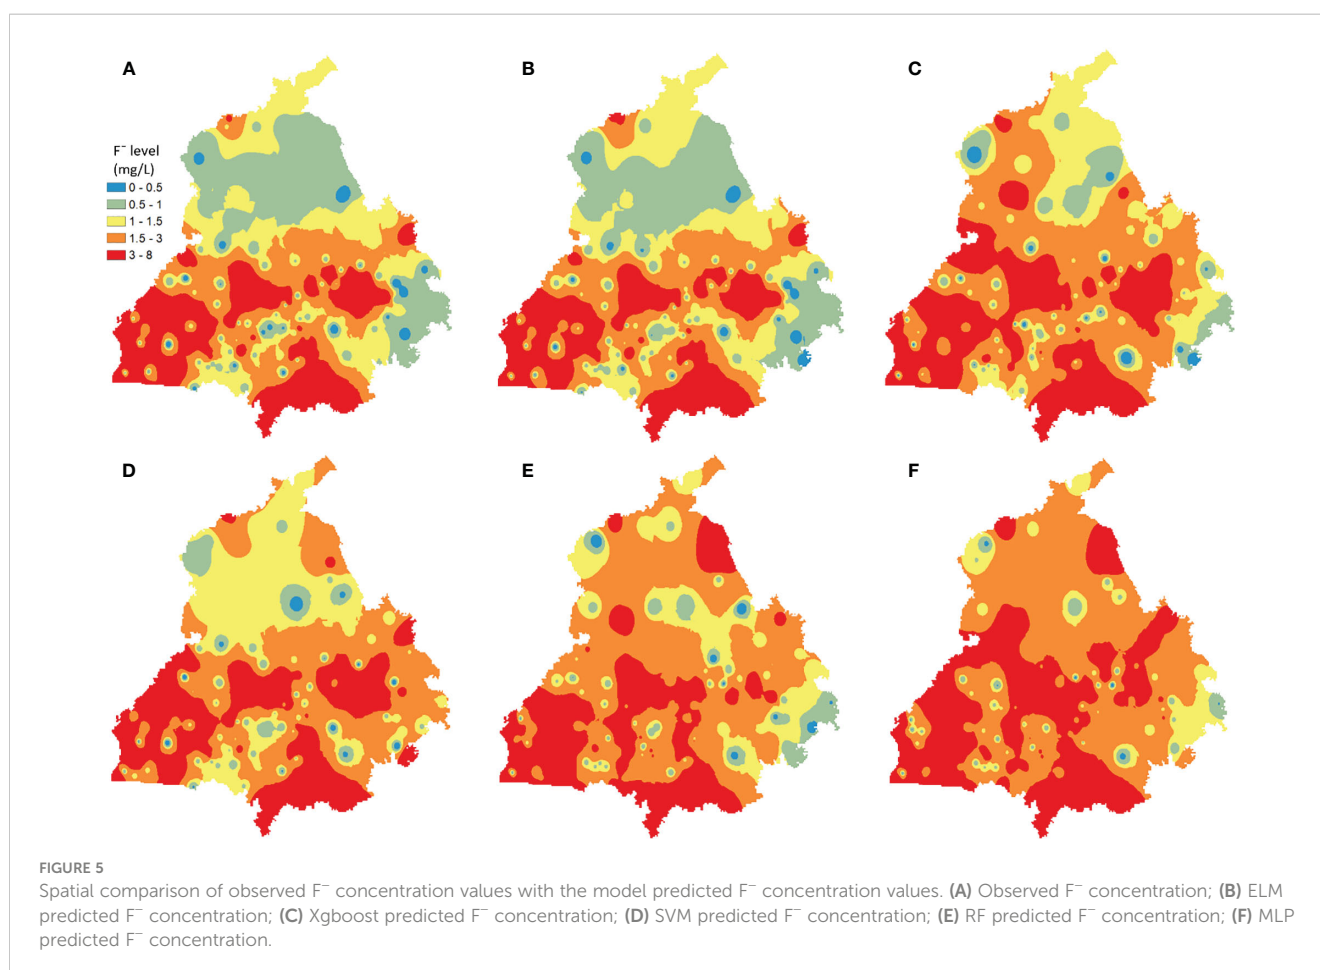 A
B
C
F⁻ level
(mg/L)
0 - 0.5
0.5 - 1
1 - 1.5
1.5 - 3
3 - 8
D
E
F
FIGURE 5
Spatial comparison of observed F⁻ concentration values with the model predicted F⁻ concentration values. (A) Observed F⁻ concentration; (B) ELM
predicted F⁻ concentration; (C) Xgboost predicted F⁻ concentration; (D) SVM predicted F⁻ concentration; (E) RF predicted F⁻ concentration; (F) MLP
predicted F⁻ concentration.